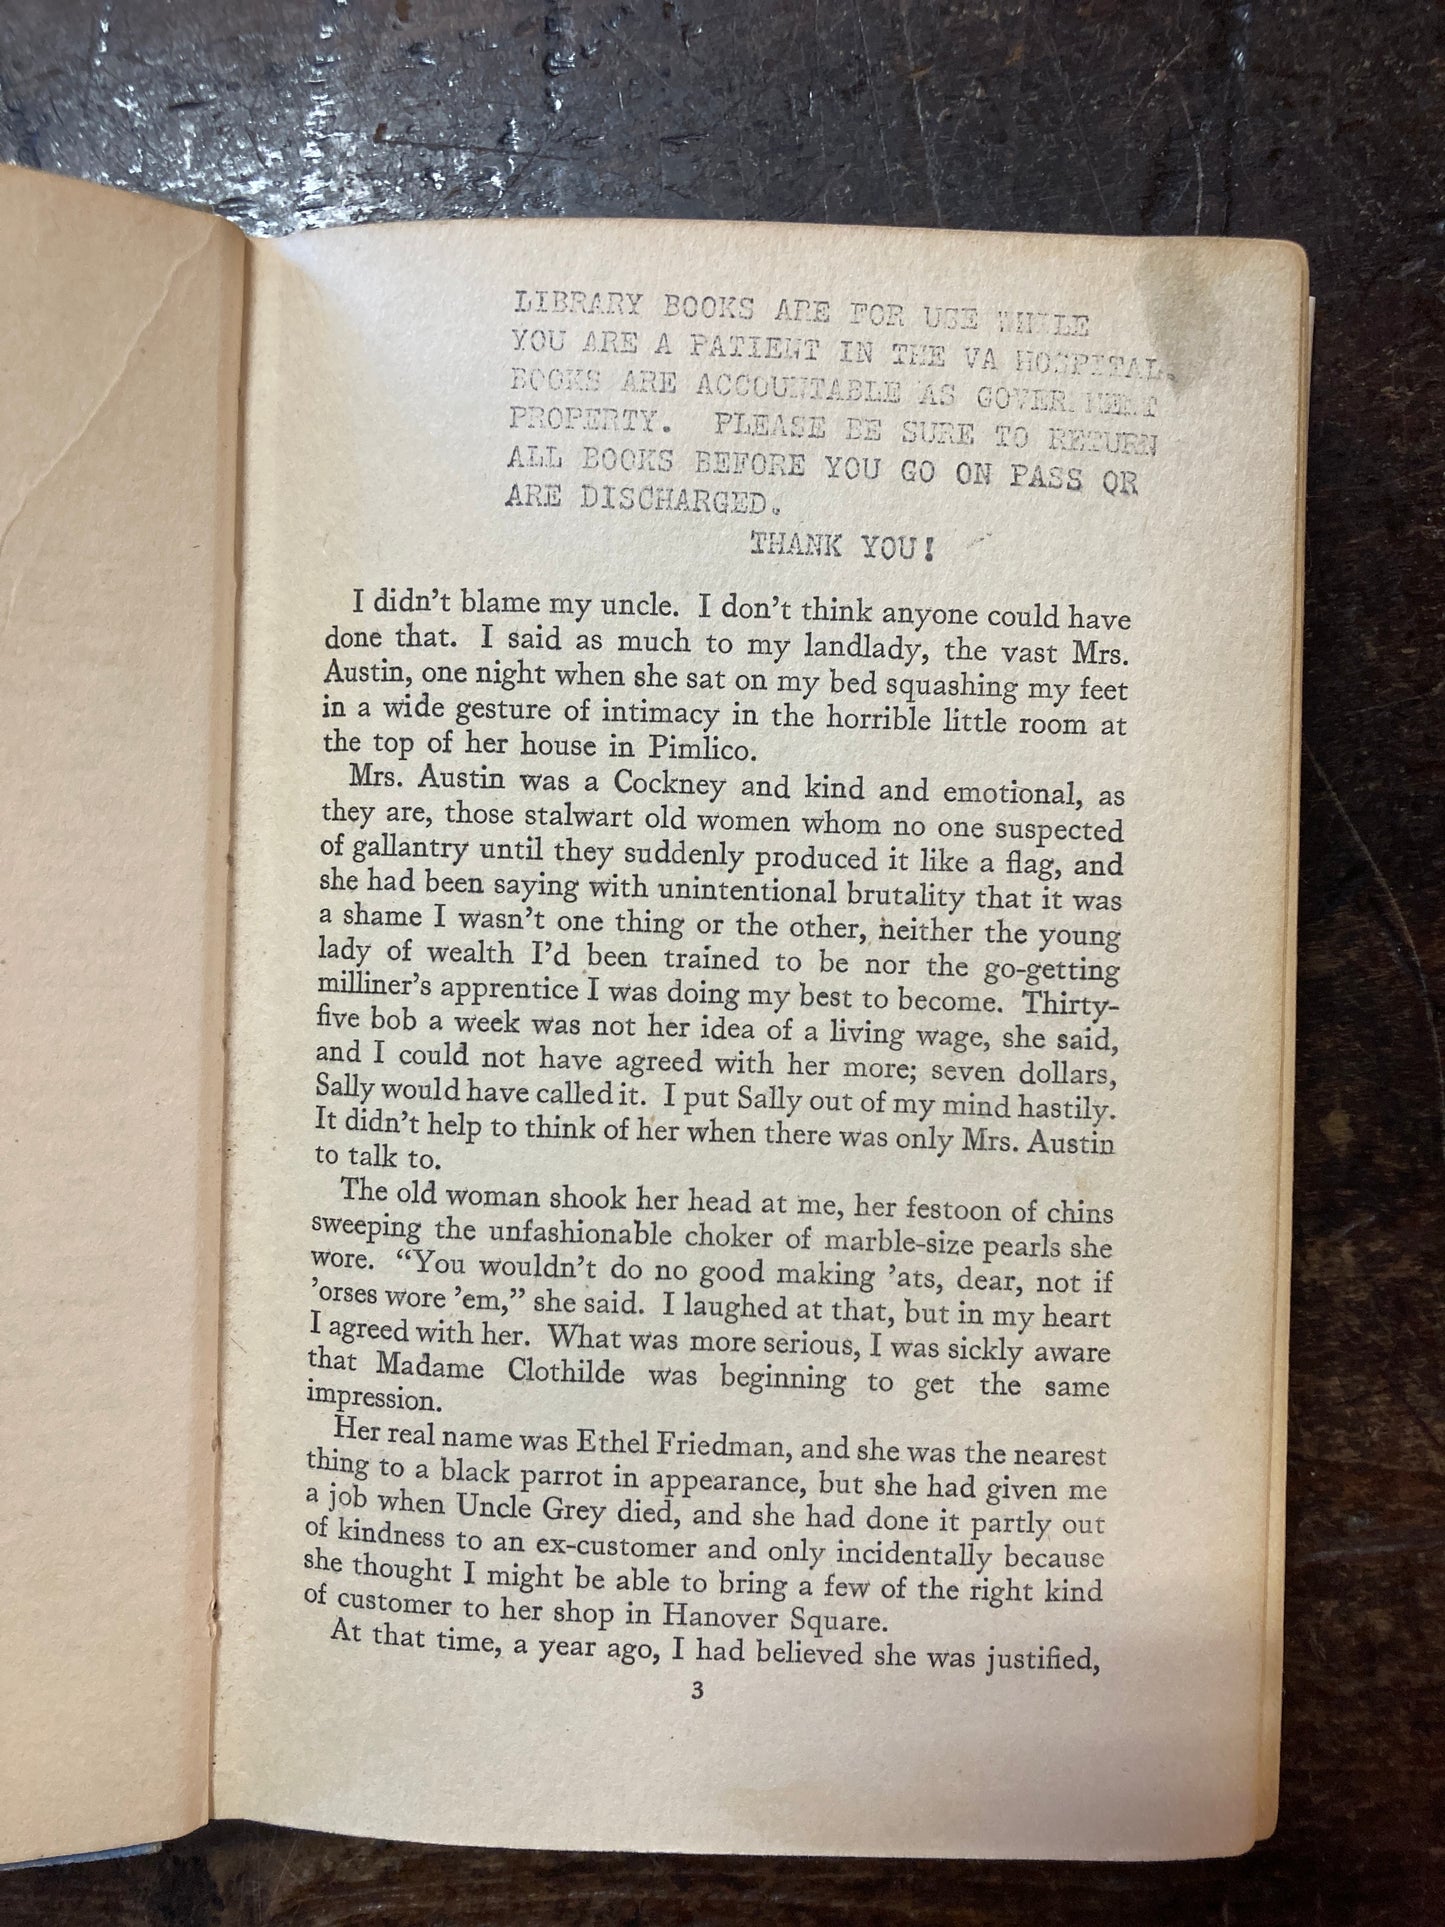 LIBRARY BOOKS ARE FOR USE WHILE
YOU ARE A PATIENT IN THE VA HOSPITAL.
BOOKS ARE ACCOUNTABLE AS GOVERNMENT
PROPERTY. PLEASE BE SURE TO RETURN
ALL BOOKS BEFORE YOU GO ON PASS OR
ARE DISCHARGED.
THANK YOU!
I didn't blame my uncle. I don't think anyone could have
done that. I said as much to my landlady, the vast Mrs.
Austin, one night when she sat on my bed squashing my feet
in a wide gesture of intimacy in the horrible little room at
the top of her house in Pimlico.
Mrs. Austin was a Cockney and kind and emotional, as
they are, those stalwart old women whom no one suspected
of gallantry until they suddenly produced it like a flag, and
she had been saying with unintentional brutality that it was
a shame I wasn't one thing or the other, neither the young
lady of wealth I'd been trained to be nor the go-getting
milliner's apprentice I was doing my best to become. Thirty-
five bob a week was not her idea of a living wage, she said,
and I could not have agreed with her more; seven dollars,
Sally would have called it. I put Sally out of my mind hastily.
It didn't help to think of her when there was only Mrs. Austin
to talk to.
The old woman shook her head at me, her festoon of chins
sweeping the unfashionable choker of marble-size pearls she
wore. “You wouldn't do no good making 'ats, dear, not if
'orses wore 'em,” she said. I laughed at that, but in my heart
I agreed with her. What was more serious, I was sickly aware
that Madame Clothilde was beginning to get the same
impression.
Her real name was Ethel Friedman, and she was the nearest
thing to a black parrot in appearance, but she had given me
a job when Uncle Grey died, and she had done it partly out
of kindness to an ex-customer and only incidentally because
she thought I might be able to bring a few of the right kind
of customer to her shop in Hanover Square.
At that time, a year ago, I had believed she was justified,
3